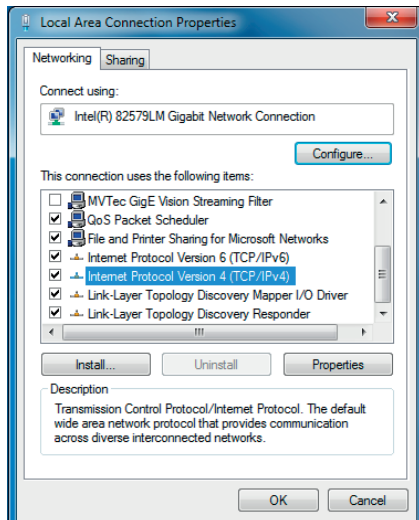 Local Area Connection Properties
Networking
Sharing
Connect using:
Intel(R) 82579LM Gigabit Network Connection
Configure...
This connection uses the following items:
MVTec GigE Vision Streaming Filter
QoS Packet Scheduler
File and Printer Sharing for Microsoft Networks
Internet Protocol Version 6 (TCP/IPv6)
Internet Protocol Version 4 (TCP/IPv4)
Link-Layer Topology Discovery Mapper I/O Driver
Link-Layer Topology Discovery Responder
Install...
Uninstall
Properties
Description
Transmission Control Protocol/Internet Protocol. The default
wide area network protocol that provides communication
across diverse interconnected networks.
OK
Cancel